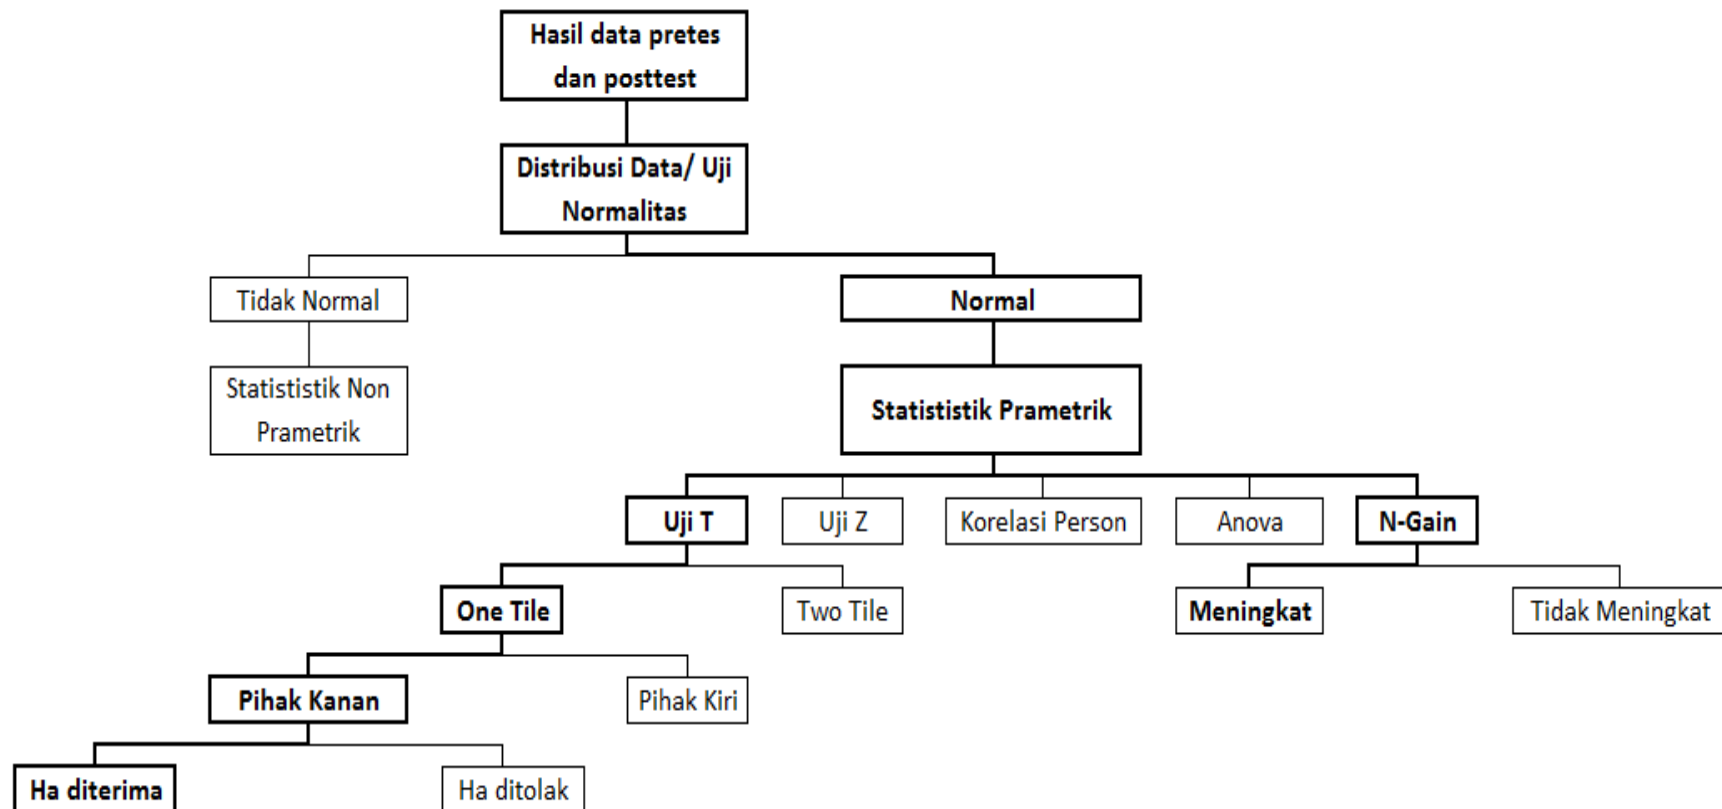 Hasil data pretes
dan posttest
Distribusi Data/ Uji
Normalitas
Tidak Normal
Normal
Statististik Non
Prametrik
Statististik Prametrik
Uji T
Uji Z
Korelasi Person
Anova
N-Gain
One Tile
Two Tile
Meningkat
Tidak Meningkat
Pihak Kanan
Pihak Kiri
Ha diterima
Ha ditolak